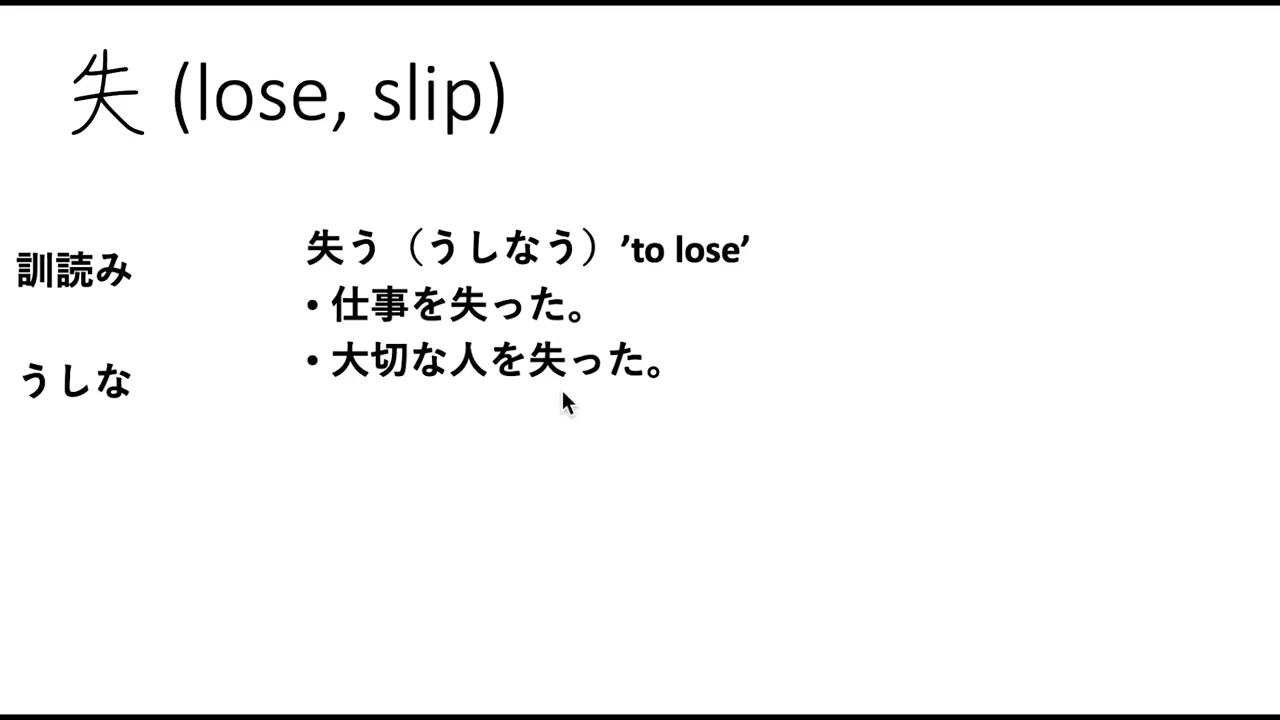 失 (lose, slip)
訓読み
うしな
失う（うしなう）’to lose’
• 仕事を失った。
• 大切な人を失った。